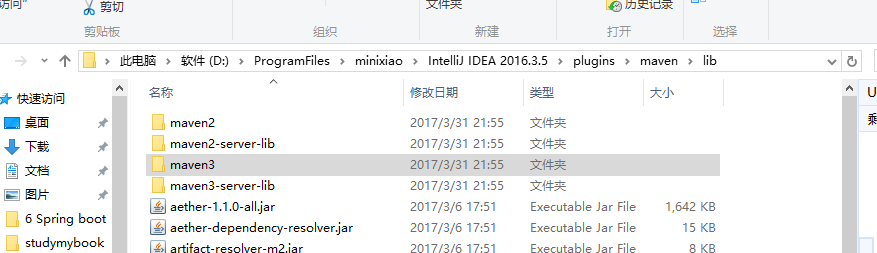 访问"
剪切
文件夹
历史记录
剪贴板
组织
新建
打开
选择
此电脑 › 软件 (D:) › ProgramFiles › minixiao › IntelliJ IDEA 2016.3.5 › plugins › maven › lib
名称 修改日期 类型 大小
快速访问
桌面
下载
文档
图片
6 Spring boot
studymybook
maven2 2017/3/31 21:55 文件夹
maven2-server-lib 2017/3/31 21:55 文件夹
maven3 2017/3/31 21:55 文件夹
maven3-server-lib 2017/3/31 21:55 文件夹
aether-1.1.0-all.jar 2017/3/6 17:51 Executable Jar File 1,642 KB
aether-dependency-resolver.jar 2017/3/6 17:51 Executable Jar File 15 KB
artifact-resolver-m2.jar 2017/3/6 17:51 Executable Jar File 8 KB
U